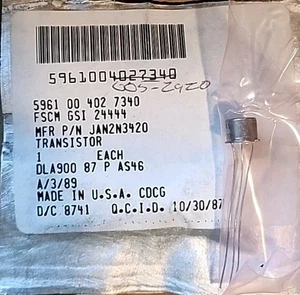 5961004027340
005-2920
5961 00 402 7340
FSCM GSI 24444
MFR P/N JAN2N3420
TRANSISTOR
1 EACH
DLA900 87 P AS46
A/3/89
MADE IN U.S.A. CDCG
D/C 8741 Q.C.I.D. 10/30/87